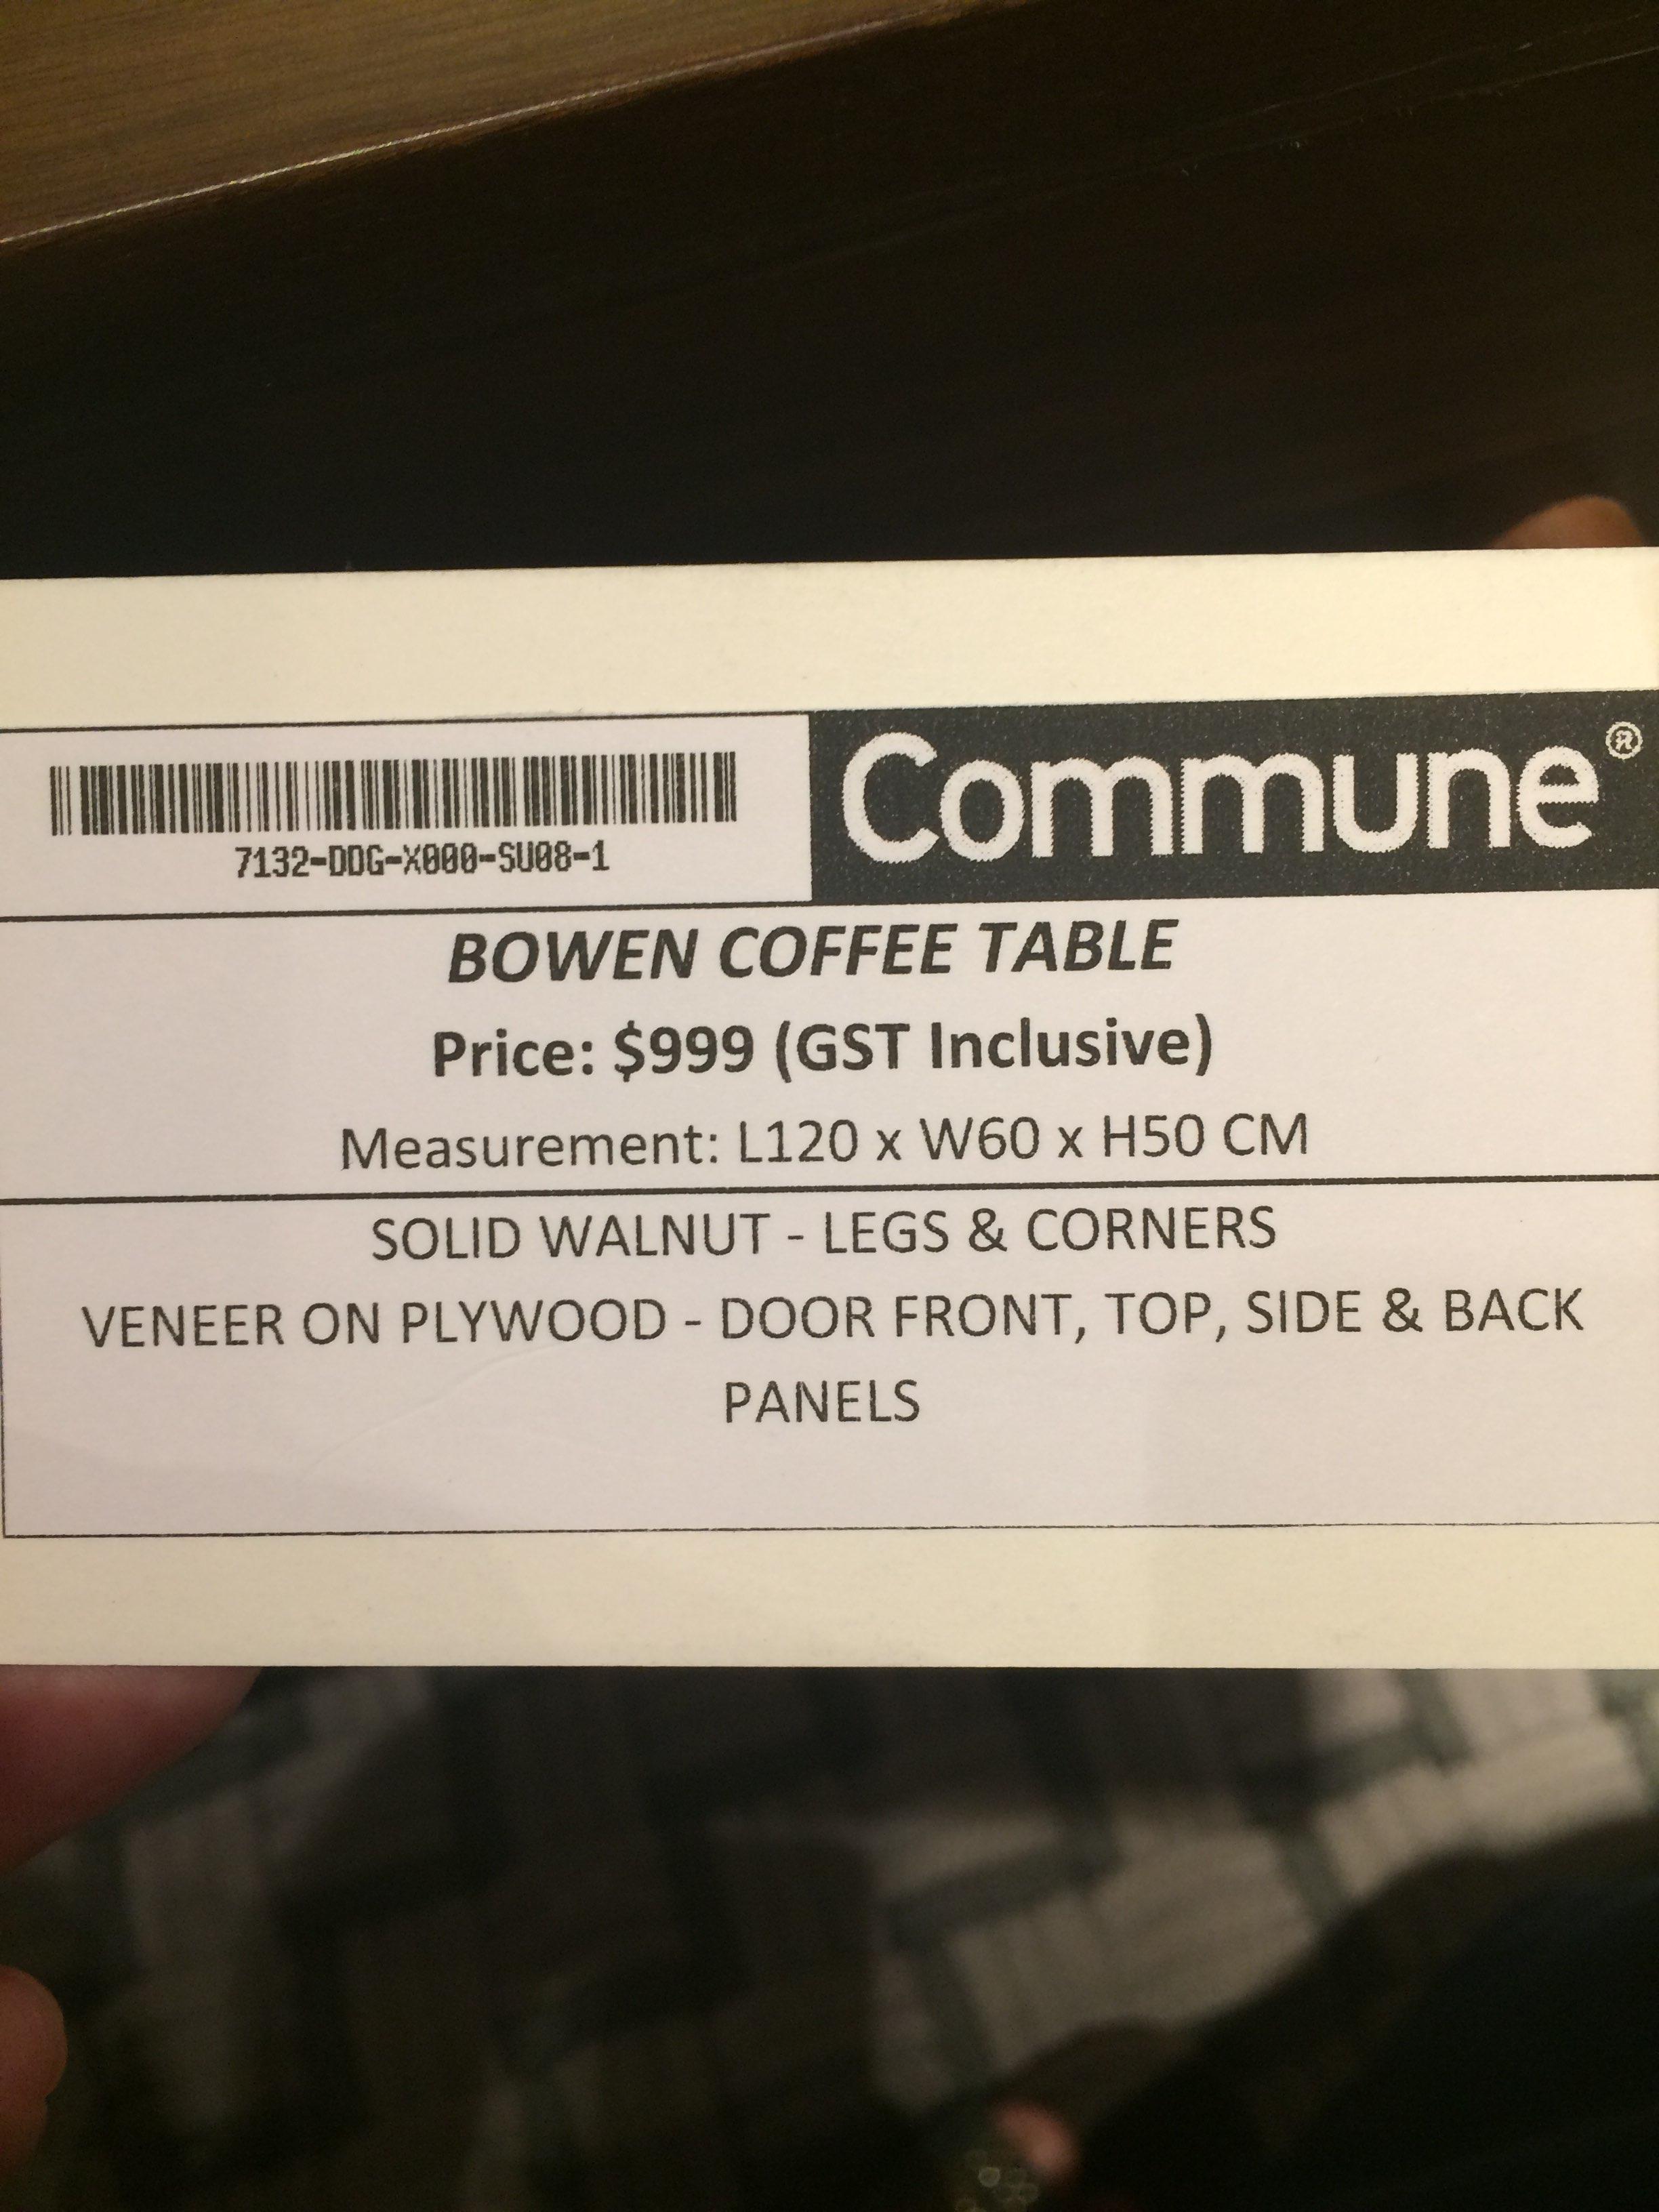 Commune®
7132-DDG-X000-SU08-1
BOWEN COFFEE TABLE
Price: $999 (GST Inclusive)
Measurement: L120 x W60 x H50 CM
SOLID WALNUT - LEGS & CORNERS
VENEER ON PLYWOOD - DOOR FRONT, TOP, SIDE & BACK
PANELS